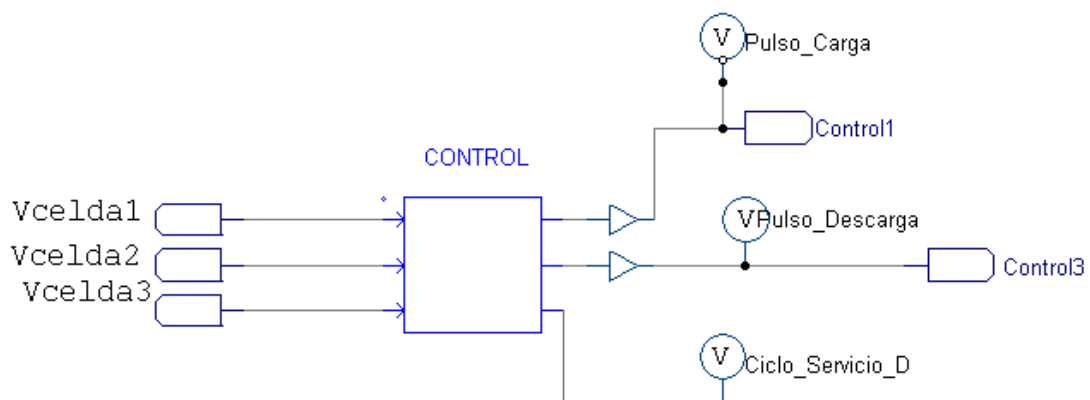 V
Pulso_Carga
Control1
CONTROL
Vcelda1
V
Pulso_Descarga
Vcelda2
Control3
Vcelda3
V
Ciclo_Servicio_D